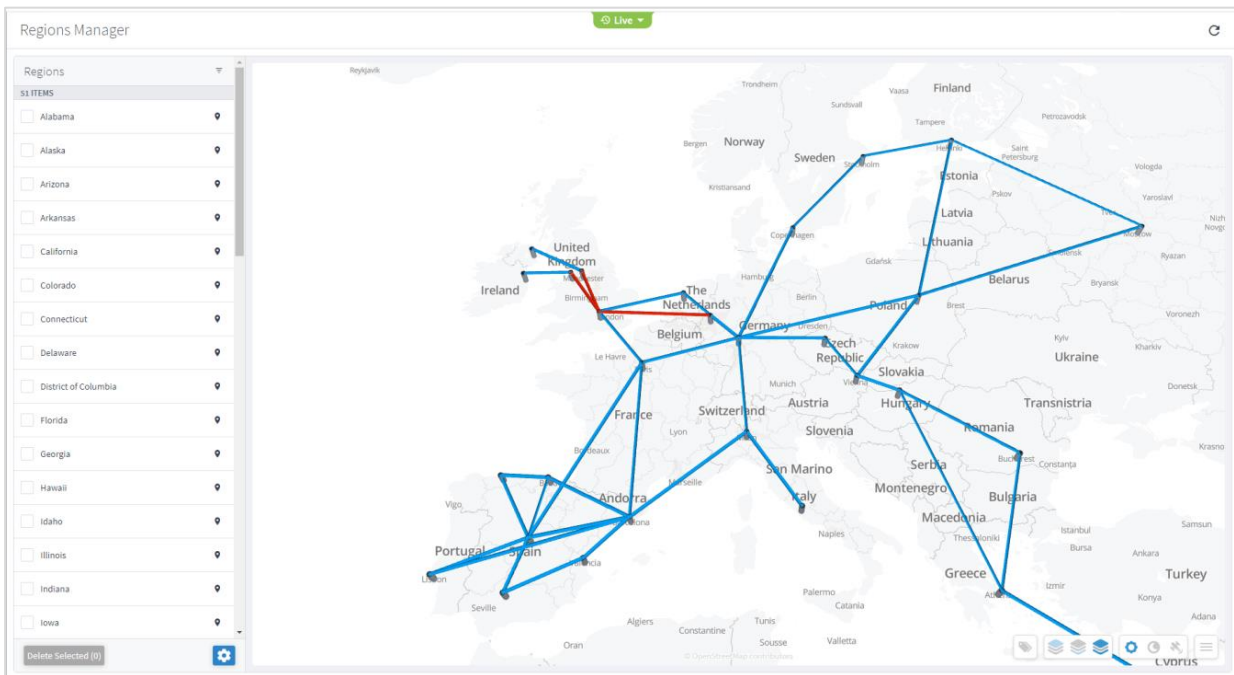 Live
Regions Manager
Regions
51 ITEMS
Alabama
Alaska
Arizona
Arkansas
California
Colorado
Connecticut
Delaware
District of Columbia
Florida
Georgia
Hawaii
Idaho
Illinois
Indiana
Iowa
Delete Selected (0)
Reykjavik
Trondheim
Vaasa
Finland
Sundsvall
Tampere
Petrozavodsk
Bergen
Norway
Sweden
Stockholm
Helsinki
Saint
Petersburg
Vologda
Kristiansand
Estonia
Pskov
Yaroslavl
Latvia
Copenhagen
Moscow
Lithuania
Smolensk
Ryazan
United
Kingdom
Manchester
Gdańsk
Hamburg
Belarus
Bryansk
Ireland
Birmingham
The
Netherlands
Berlin
Poland
Brest
Voronezh
London
Belgium
Germany
Dresden
Kyiv
Kharkiv
Le Havre
Czech
Republic
Krakow
Ukraine
Paris
Slovakia
Munich
Vienna
Donetsk
France
Switzerland
Austria
Hungary
Transnistria
Lyon
Slovenia
Romania
Bordeaux
San Marino
Serbia
Bucharest
Constanța
Marseille
Andorra
Italy
Montenegro
Bulgaria
Vigo
Macedonia
Samsun
Naples
Thessaloniki
Istanbul
Bursa
Ankara
Portugal
Spain
Lisbon
Greece
Izmir
Turkey
Palermo
Athens
Konya
Seville
Catania
Adana
Algiers
Constantine
Tunis
Oran
Sousse
Valletta
© OpenStreetMap contributors
Cyprus